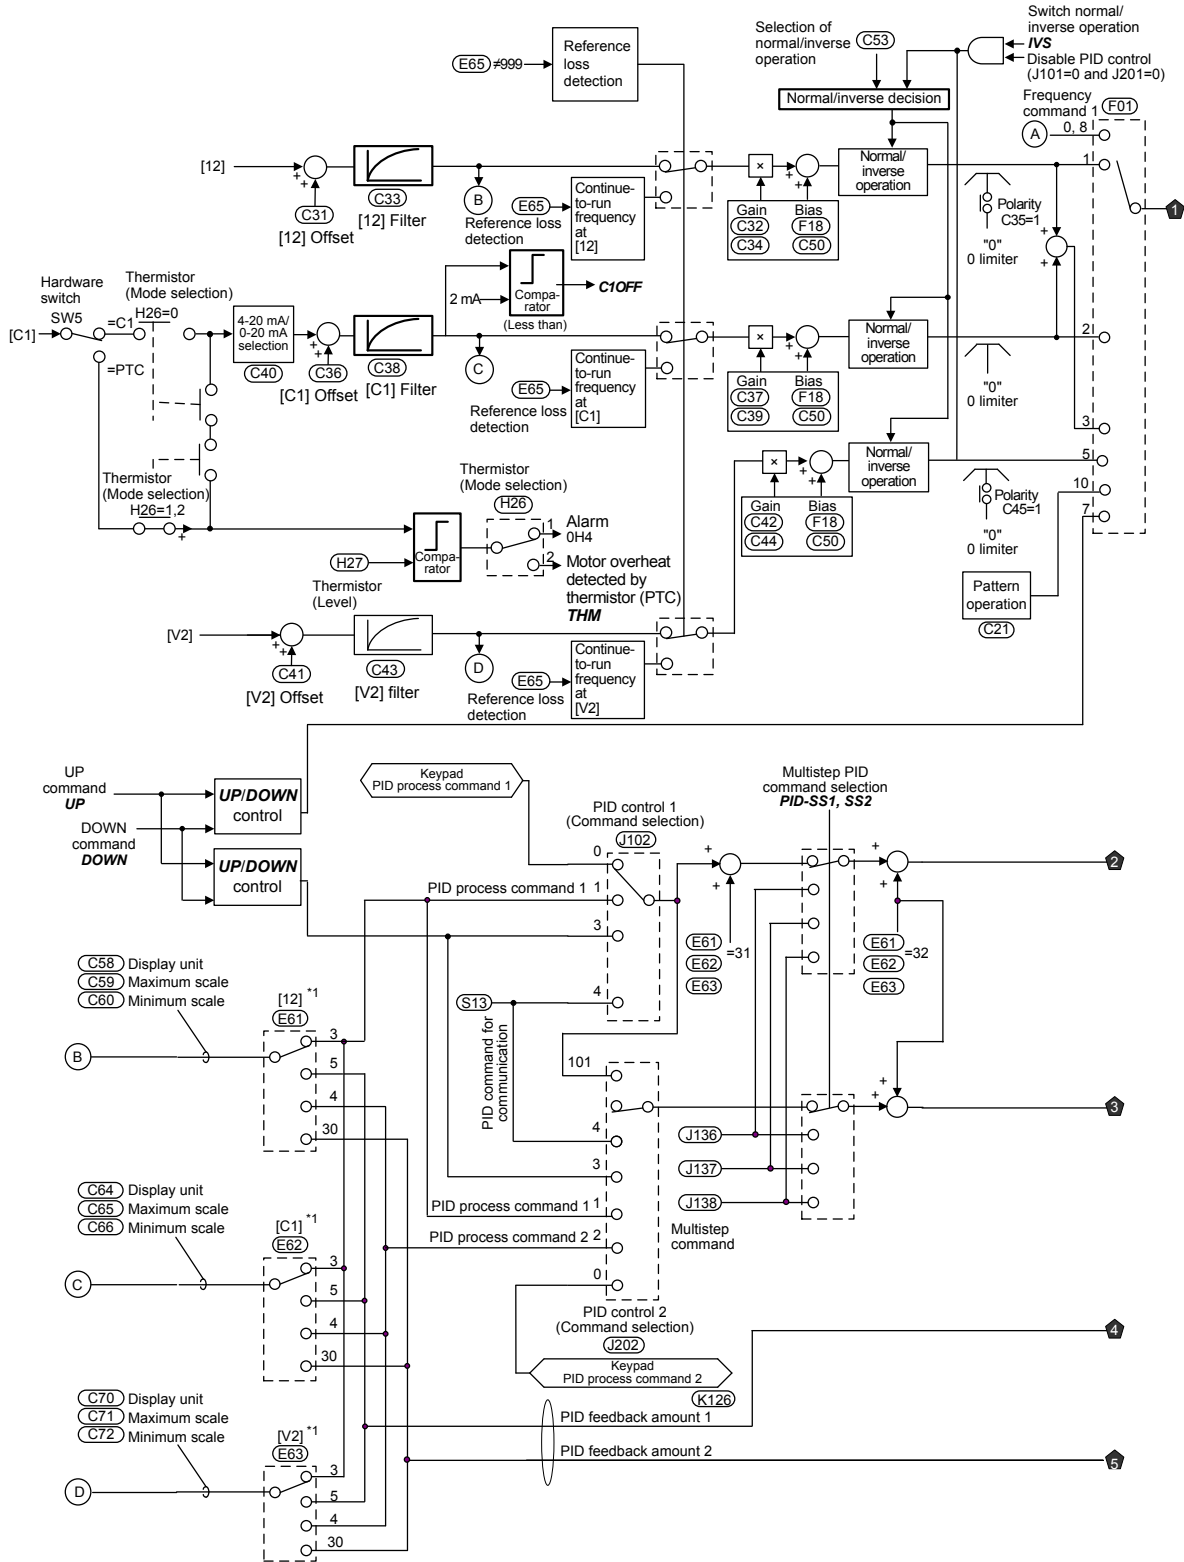 Switch normal/
inverse operation
IVS
Disable PID control
(J101=0 and J201=0)
Selection of
normal/inverse
operation
C53
E65 ≠999
Reference
loss
detection
Normal/inverse decision
Frequency
command 1
F01
A
0, 8
[12]
+
+
C31
[12] Offset
C33
[12] Filter
B
Reference loss
detection
E65
Continue-
to-run
frequency
at
[12]
×
+
+
Gain
C32
C34
Bias
F18
C50
Normal/
inverse
operation
1
Polarity
C35=1
"0"
0 limiter
+
+
1
Hardware
switch
SW5
[C1]
=C1
=PTC
Thermistor
(Mode selection)
H26=0
4-20 mA/
0-20 mA
selection
C40
+
+
C36
[C1] Offset
C38
[C1] Filter
2 mA
Compa-
rator
(Less than)
C1OFF
C
Reference loss
detection
E65
Continue-
to-run
frequency
at
[C1]
×
+
+
Gain
C37
C39
Bias
F18
C50
Normal/
inverse
operation
2
"0"
0 limiter
3
Thermistor
(Mode selection)
H26=1,2
+
Compa-
rator
H27
Thermistor
(Level)
Thermistor
(Mode selection)
H26
1
Alarm
0H4
2
Motor overheat
detected by
thermistor (PTC)
THM
×
+
+
Gain
C42
C44
Bias
F18
C50
Normal/
inverse
operation
5
Polarity
C45=1
"0"
0 limiter
10
7
Pattern
operation
C21
[V2]
+
+
C41
[V2] Offset
C43
[V2] filter
D
Reference loss
detection
E65
Continue-
to-run
frequency
at
[V2]
UP
command
UP
DOWN
command
DOWN
UP/DOWN
control
UP/DOWN
control
Keypad
PID process command 1
PID control 1
(Command selection)
J102
0
PID process command 1 1
3
4
S13
PID command for
communication
+
+
E61
E62
E63
=31
Multistep PID
command selection
PID-SS1, SS2
+
+
E61
E62
E63
=32
2
C58 Display unit
C59 Maximum scale
C60 Minimum scale
B
[12] *1
E61
3
5
4
30
101
4
3
PID process command 1 1
PID process command 2 2
0
PID control 2
(Command selection)
J202
Keypad
PID process command 2
K126
J136
J137
J138
Multistep
command
+
+
3
C64 Display unit
C65 Maximum scale
C66 Minimum scale
C
[C1] *1
E62
3
5
4
30
4
C70 Display unit
C71 Maximum scale
C72 Minimum scale
D
[V2] *1
E63
3
5
4
30
PID feedback amount 1
PID feedback amount 2
5